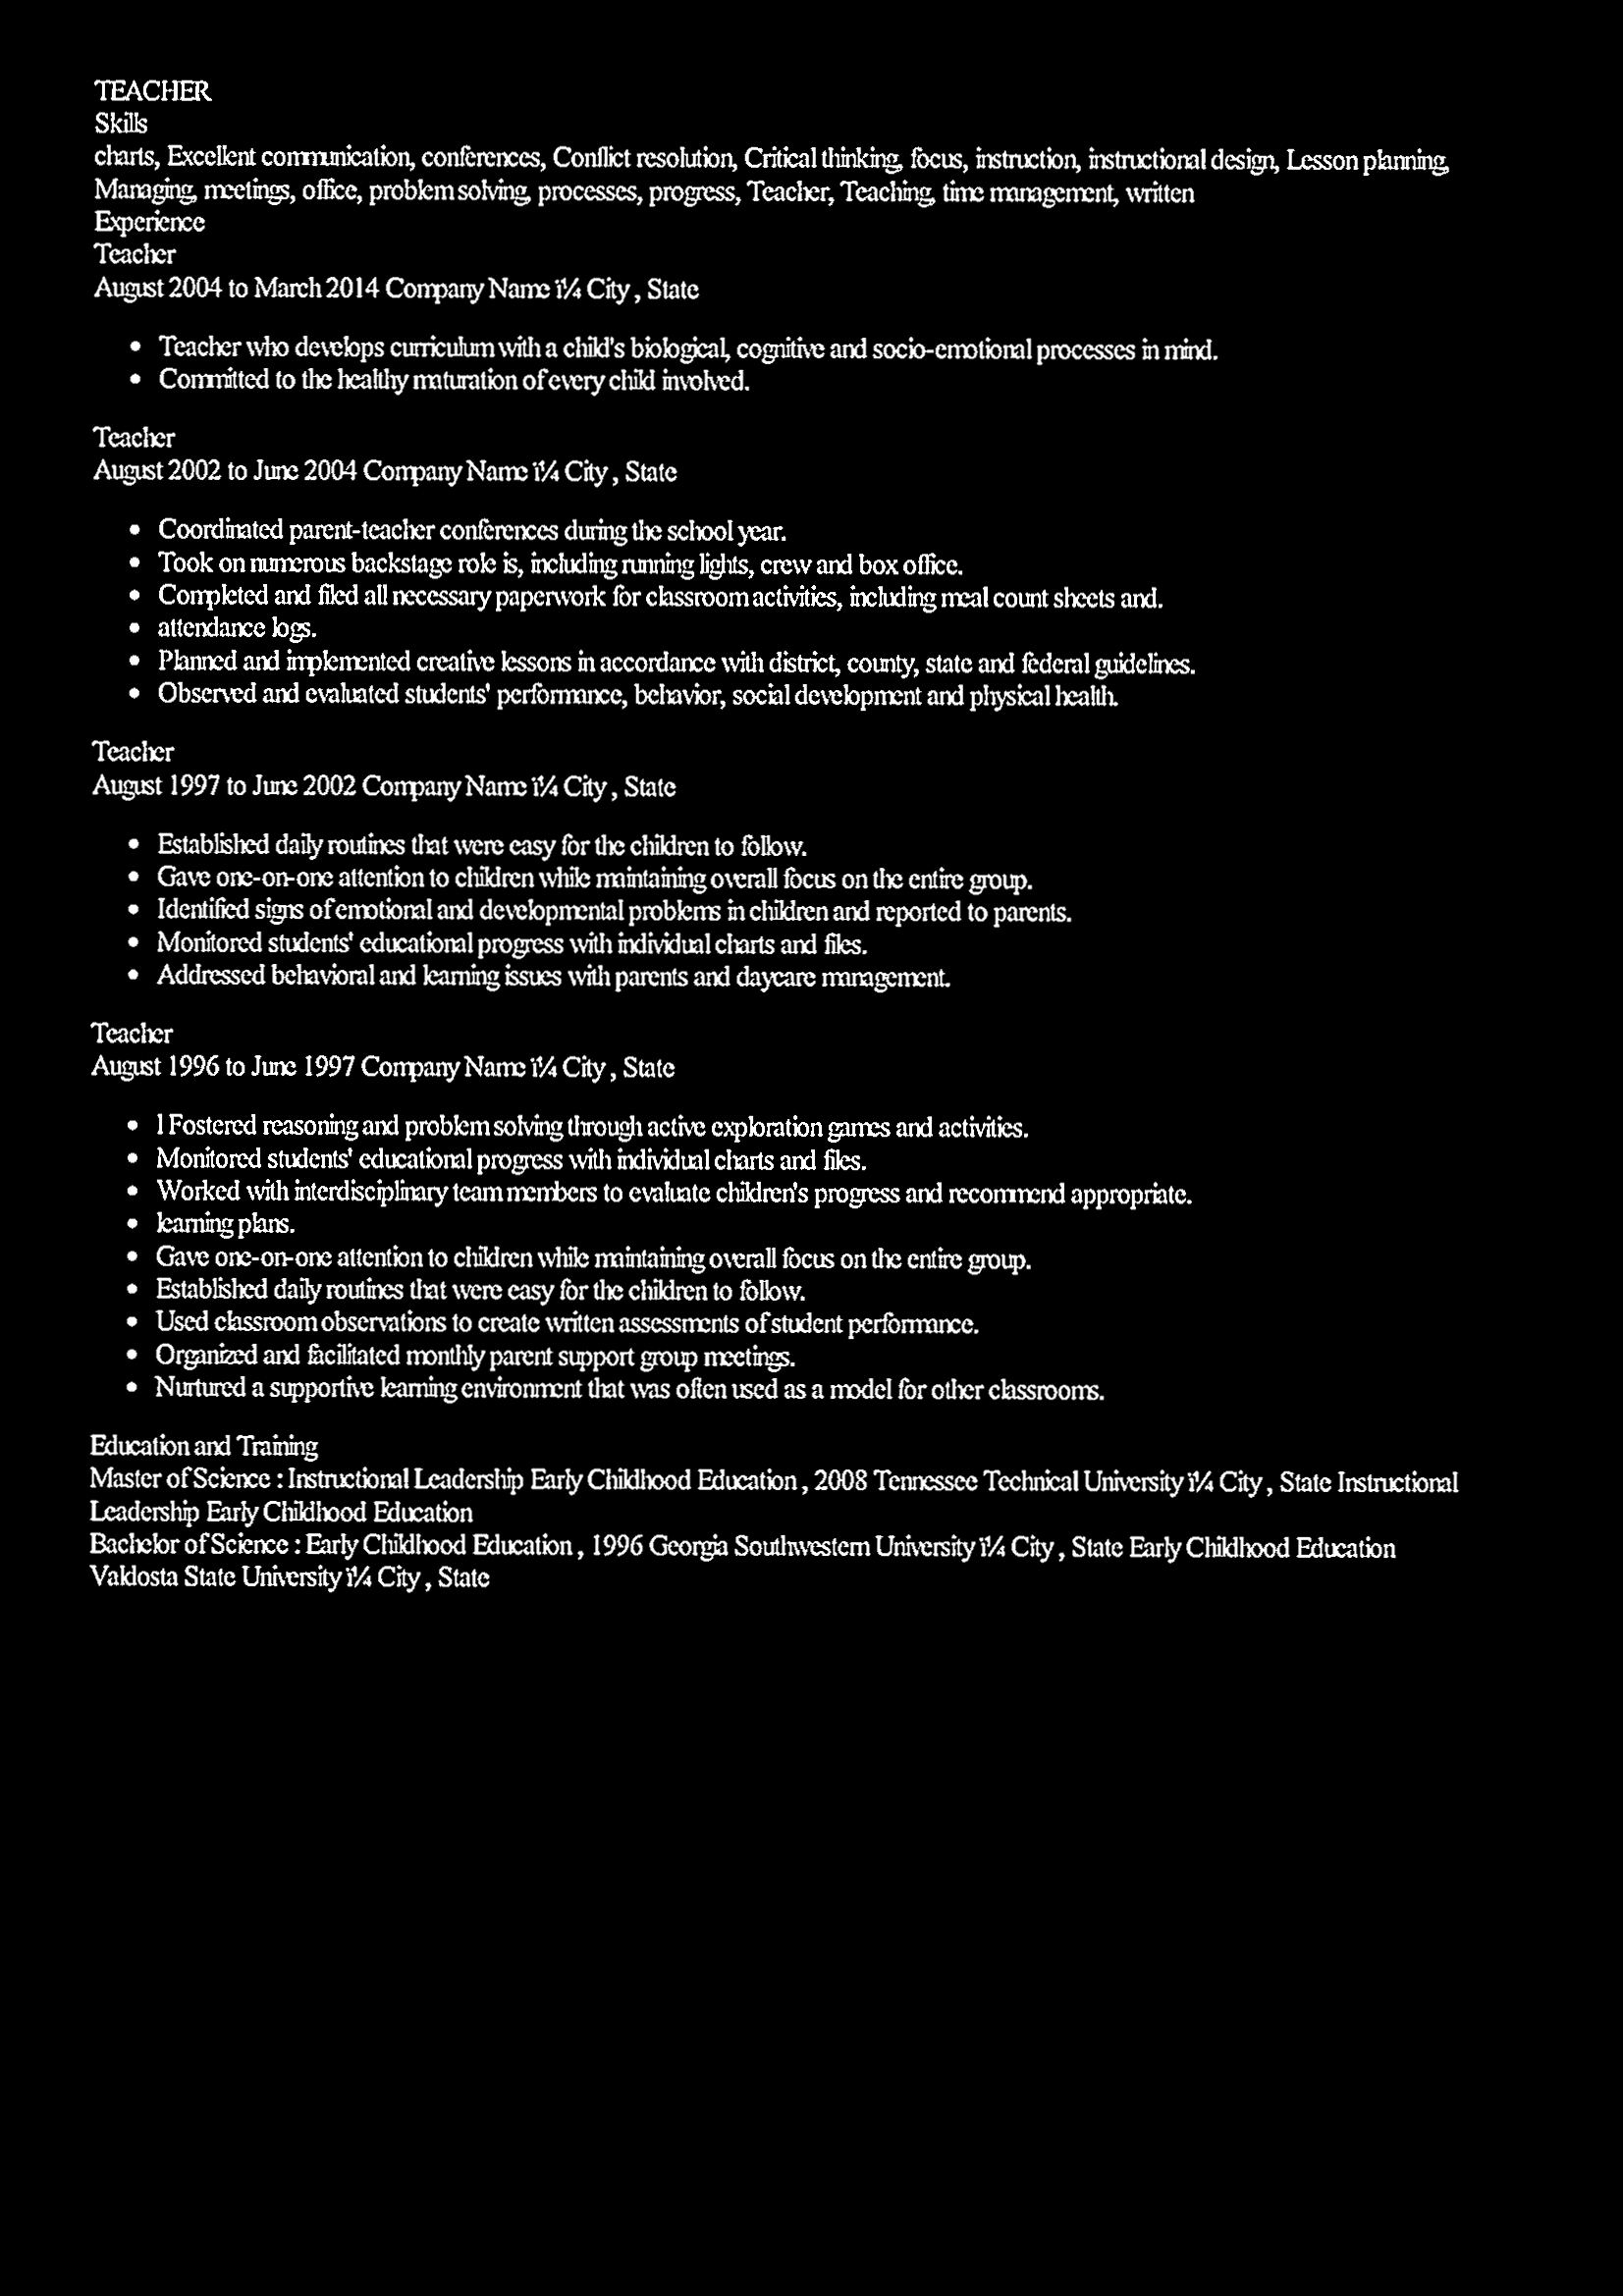 TEACHER
Skills
charts, Excellent communication, conferences, Conflict resolution, Critical thinking, focus, instruction, instructional design, Lesson planning,
Managing, meetings, office, problem solving, processes, progress, Teacher, Teaching, time management, written
Experience
Teacher
August 2004 to March 2014 Company Name ï¼ City , State
• Teacher who develops curriculum with a child's biological, cognitive and socio-emotional processes in mind.
• Committed to the healthy maturation of every child involved.
Teacher
August 2002 to June 2004 Company Name ï¼ City , State
• Coordinated parent-teacher conferences during the school year.
• Took on numerous backstage role is, including running lights, crew and box office.
• Completed and filed all necessary paperwork for classroom activities, including meal count sheets and.
• attendance logs.
• Planned and implemented creative lessons in accordance with district, county, state and federal guidelines.
• Observed and evaluated students' performance, behavior, social development and physical health.
Teacher
August 1997 to June 2002 Company Name ï¼ City , State
• Established daily routines that were easy for the children to follow.
• Gave one-on-one attention to children while maintaining overall focus on the entire group.
• Identified signs of emotional and developmental problems in children and reported to parents.
• Monitored students' educational progress with individual charts and files.
• Addressed behavioral and learning issues with parents and daycare management.
Teacher
August 1996 to June 1997 Company Name ï¼ City , State
• l Fostered reasoning and problem solving through active exploration games and activities.
• Monitored students' educational progress with individual charts and files.
• Worked with interdisciplinary team members to evaluate children's progress and recommend appropriate.
• learning plans.
• Gave one-on-one attention to children while maintaining overall focus on the entire group.
• Established daily routines that were easy for the children to follow.
• Used classroom observations to create written assessments of student performance.
• Organized and facilitated monthly parent support group meetings.
• Nurtured a supportive learning environment that was often used as a model for other classrooms.
Education and Training
Master of Science : Instructional Leadership Early Childhood Education , 2008 Tennessee Technical University ï¼ City , State Instructional
Leadership Early Childhood Education
Bachelor of Science : Early Childhood Education , 1996 Georgia Southwestern University ï¼ City , State Early Childhood Education
Valdosta State University ï¼ City , State